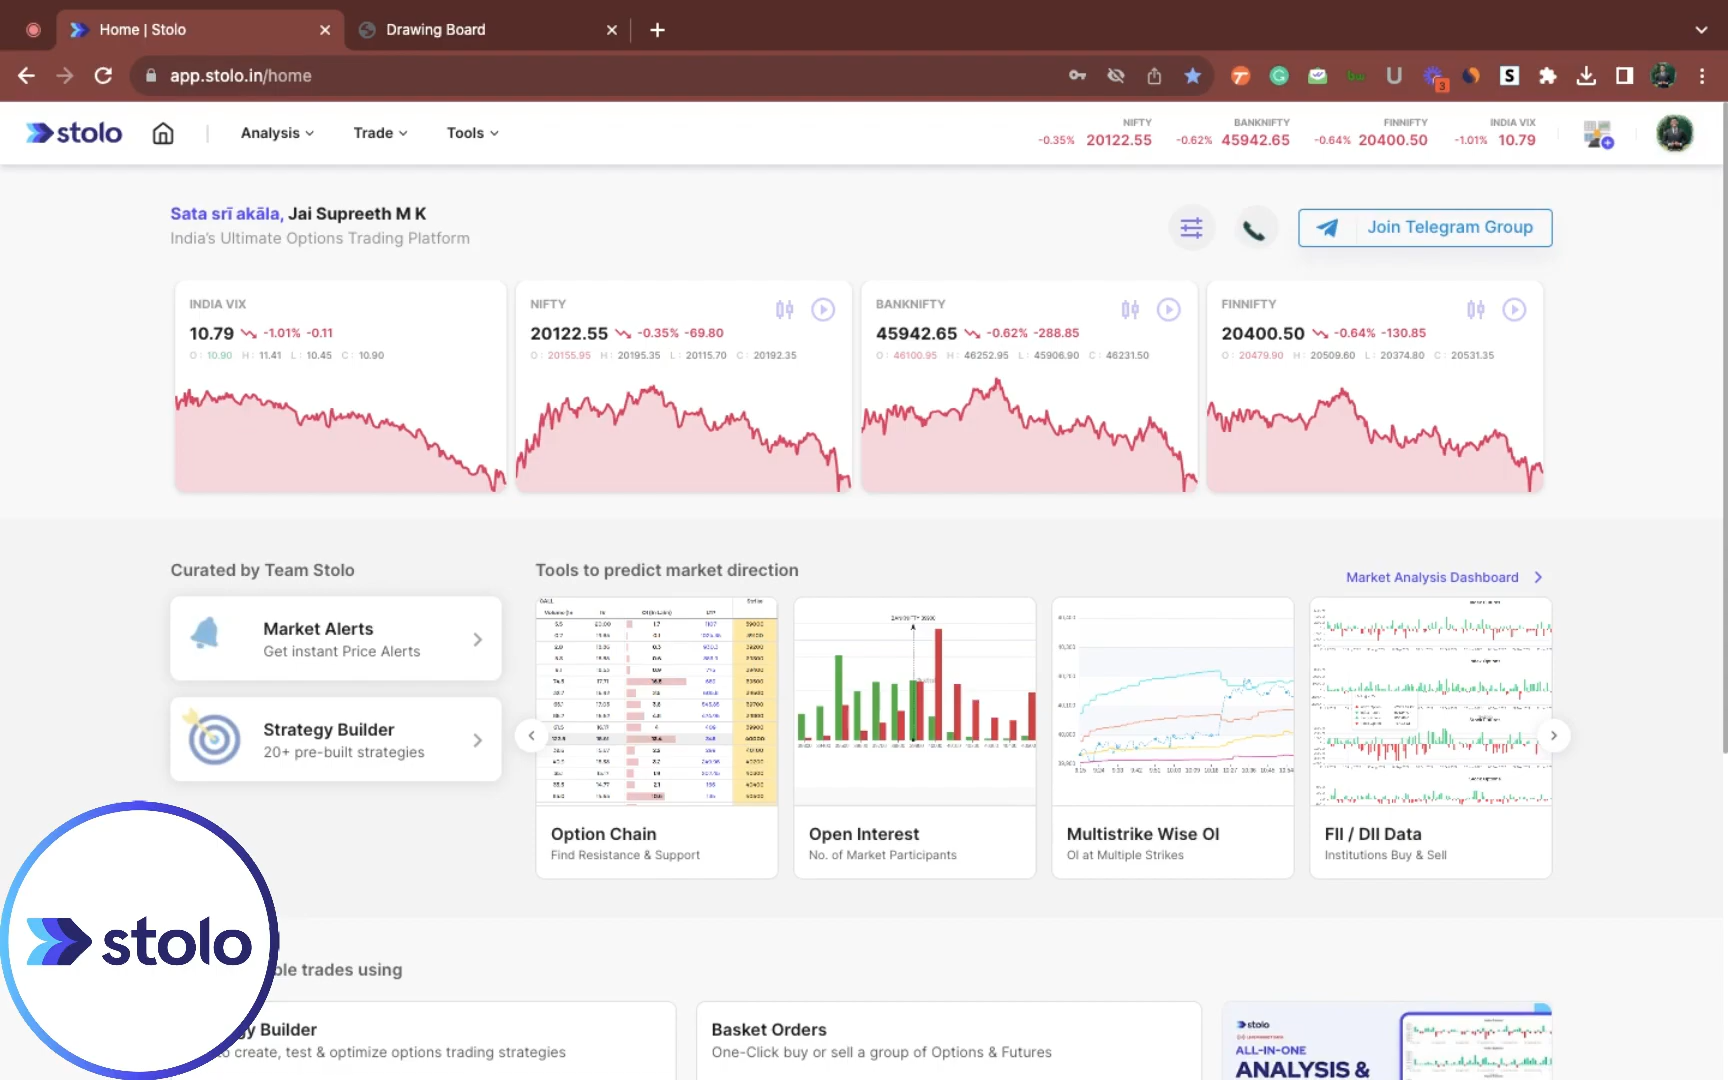 Home | Stolo
Drawing Board
app.stolo.in/home
3
stolo
Analysis
Trade
Tools
NIFTY
-0.35% 20122.55
BANKNIFTY
-0.62% 45942.65
FINNIFTY
-0.64% 20400.50
INDIA VIX
-1.01% 10.79
Sata srī akāla, Jai Supreeth M K
India's Ultimate Options Trading Platform
Join Telegram Group
INDIA VIX
10.79 -1.01% -0.11
O: 10.90 H: 11.41 L: 10.45 C: 10.90
NIFTY
20122.55 -0.35% -69.80
O: 20155.95 H: 20195.35 L: 20115.70 C: 20192.35
BANKNIFTY
45942.65 -0.62% -288.85
O: 46100.95 H: 46252.95 L: 45906.90 C: 46231.50
FINNIFTY
20400.50 -0.64% -130.85
O: 20479.90 H: 20509.60 L: 20374.80 C: 20531.35
Curated by Team Stolo
Market Alerts
Get instant Price Alerts
Strategy Builder
20+ pre-built strategies
Tools to predict market direction
Market Analysis Dashboard
Option Chain
Find Resistance & Support
Open Interest
No. of Market Participants
Multistrike Wise OI
OI at Multiple Strikes
FII / DII Data
Institutions Buy & Sell
stolo
ble trades using
gy Builder
to create, test & optimize options trading strategies
Basket Orders
One-Click buy or sell a group of Options & Futures
stolo
ALL-IN-ONE
ANALYSIS &